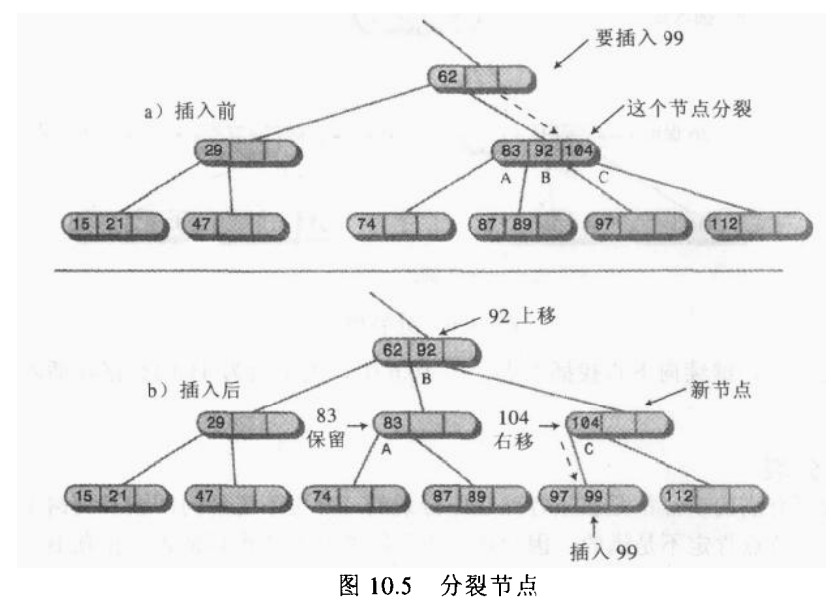 要插入 99
62
a）插入前
这个节点分裂
29
83 92 104
A B C
15 21
47
74
87 89
97
112
92 上移
62 92
B
b）插入后
新节点
29
83
保留
83
A
104
右移
104
C
15 21
47
74
87 89
97 99
112
插入 99
图 10.5 分裂节点